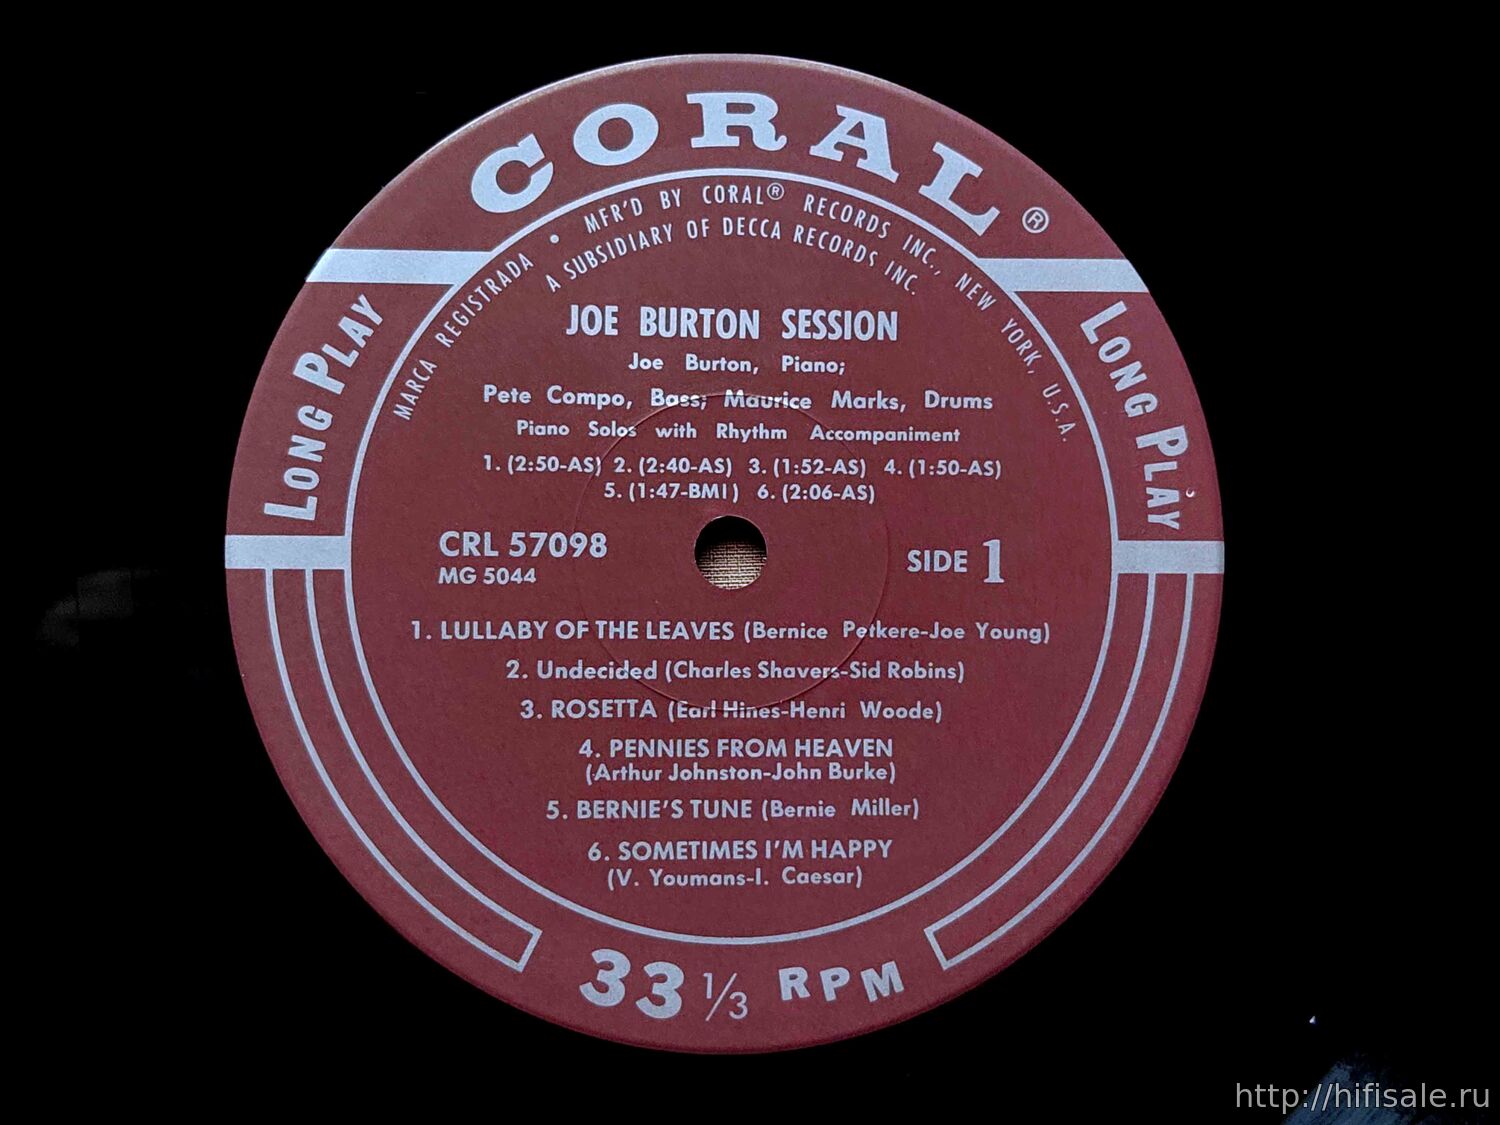 CORAL®
MARCA REGISTRADA • MFR'D BY CORAL® RECORDS INC., NEW YORK, U.S.A.
A SUBSIDIARY OF DECCA RECORDS INC.
LONG PLAY
LONG PLAY
JOE BURTON SESSION
Joe Burton, Piano;
Pete Compo, Bass; Maurice Marks, Drums
Piano Solos with Rhythm Accompaniment
1. (2:50-AS) 2. (2:40-AS) 3. (1:52-AS) 4. (1:50-AS)
5. (1:47-BMI) 6. (2:06-AS)
CRL 57098
MG 5044
SIDE 1
1. LULLABY OF THE LEAVES (Bernice Petkere-Joe Young)
2. Undecided (Charles Shavers-Sid Robins)
3. ROSETTA (Earl Hines-Henri Woode)
4. PENNIES FROM HEAVEN
(Arthur Johnston-John Burke)
5. BERNIE'S TUNE (Bernie Miller)
6. SOMETIMES I'M HAPPY
(V. Youmans-I. Caesar)
33 1/3 RPM
http://hifisale.ru